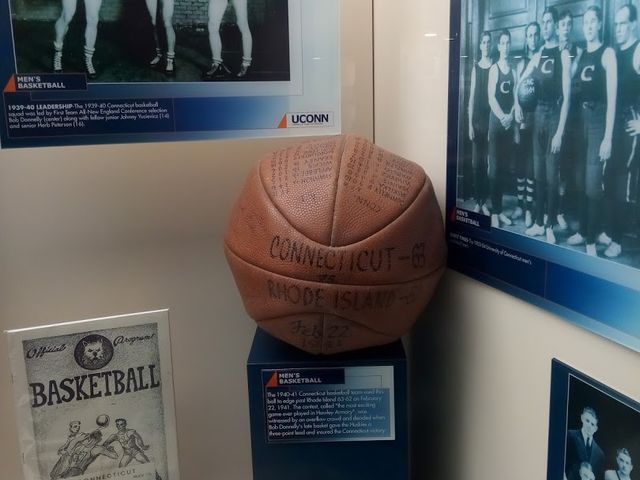 MEN'S
BASKETBALL
1939-40 LEADERSHIP-The 1939-40 Connecticut basketball
squad was led by First Team All-New England Conference selection
Bob Donnelly (center) along with fellow junior Johnny Yusievicz (14)
and senior Herb Peterson (16).
UCONN
C
C
C
MEN'S
BASKETBALL
CONN.
CONNECTICUT-63
vs
RHODE ISLAND-
Feb 22
Official Program
BASKETBALL
CONNECTICUT
MEN'S
BASKETBALL
The 1940-41 Connecticut basketball team used this
ball to edge past Rhode Island 63-62 on February
22, 1941. The contest, called "the most exciting
game ever played in Hawley Armory", was
witnessed by an overflow crowd and decided when
Bob Donnelly's late basket gave the Huskies a
three-point lead and insured the Connecticut victory.